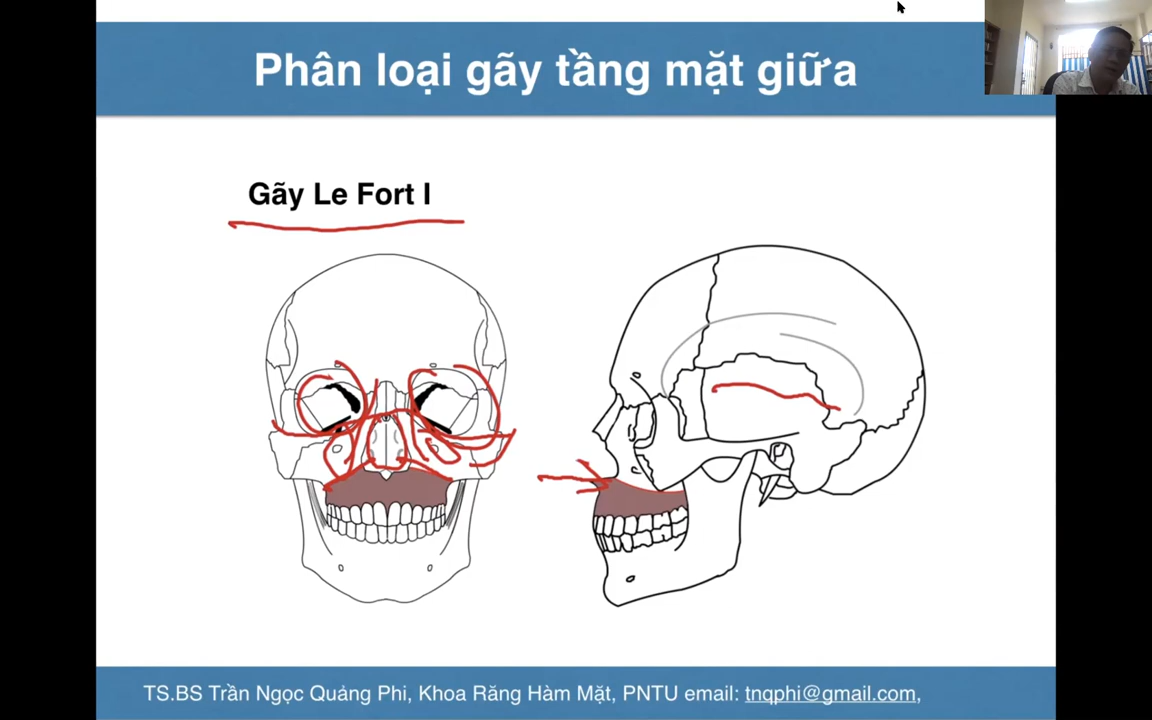 Phân loại gãy tầng mặt giữa
Gãy Le Fort I
TS.BS Trần Ngọc Quảng Phi, Khoa Răng Hàm Mặt, PNTU email: tnqphi@gmail.com,